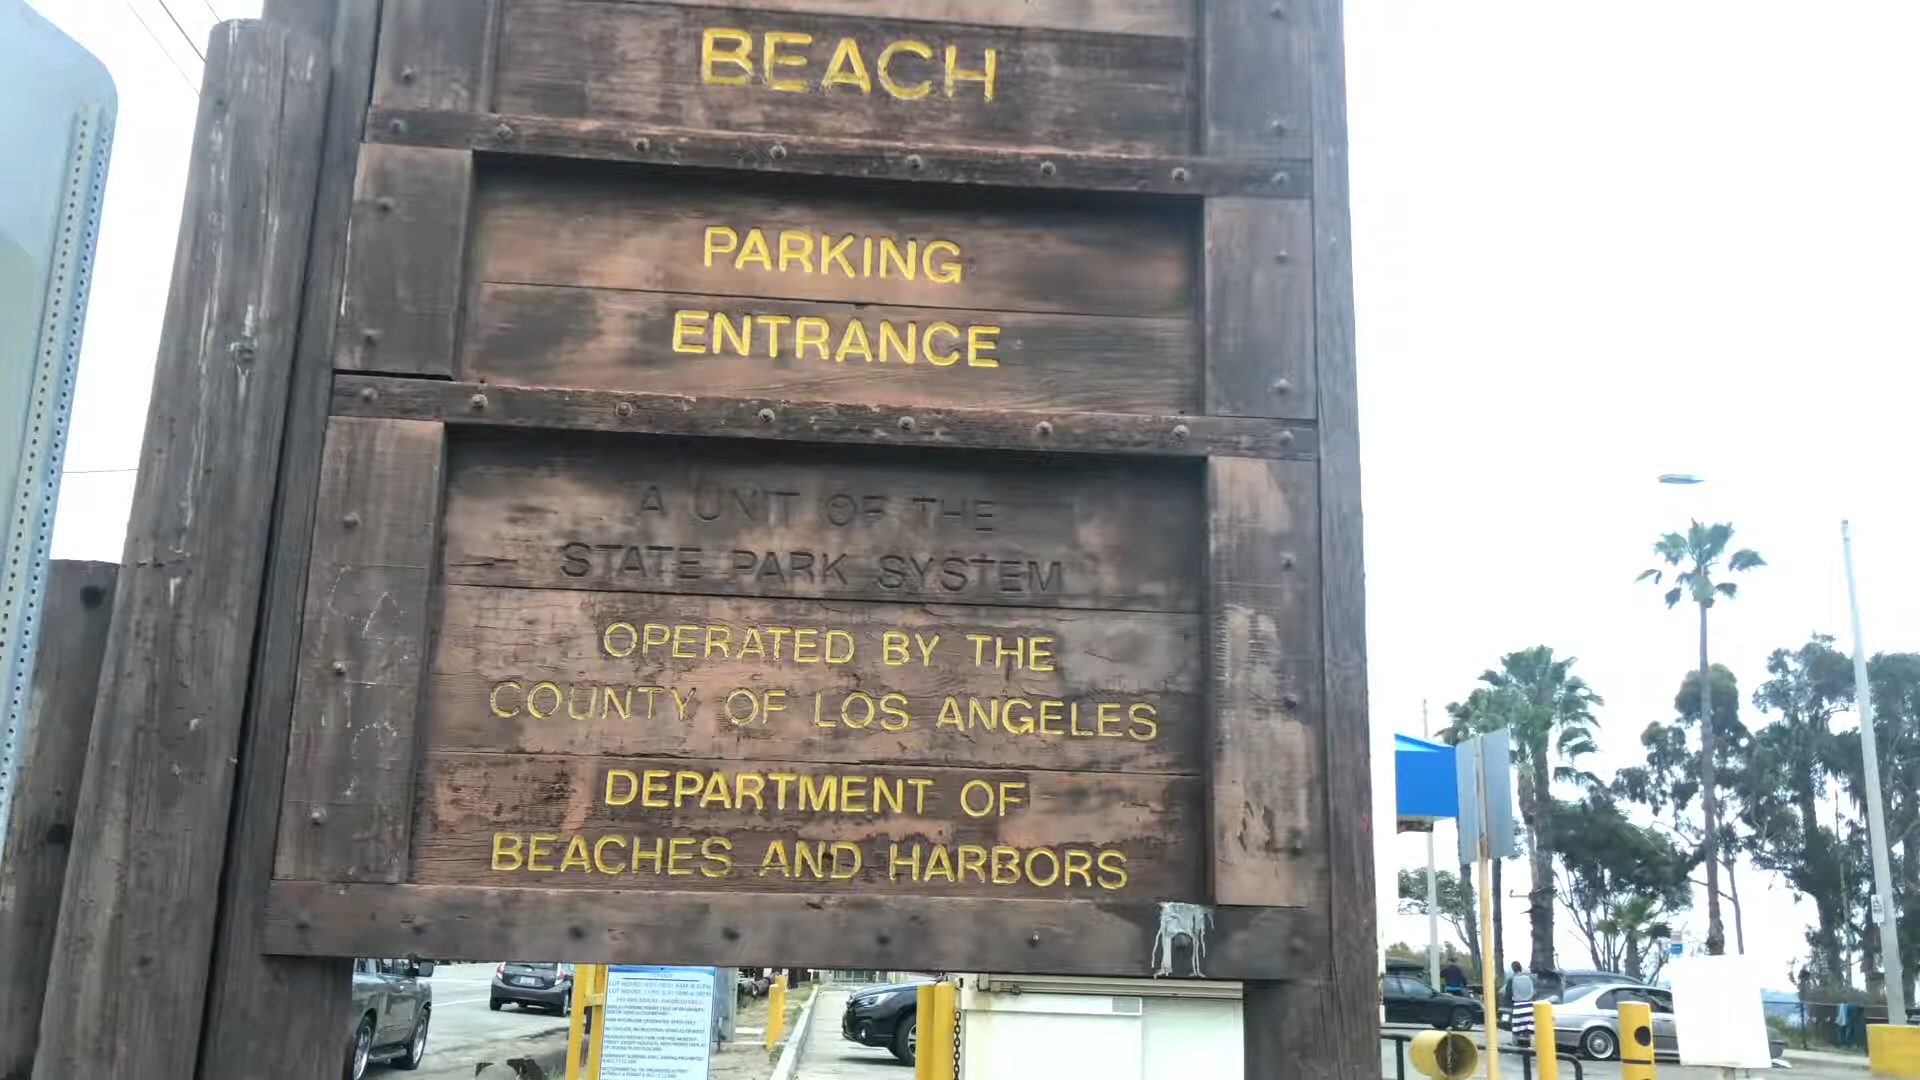 BEACH
PARKING
ENTRANCE
A UNIT OF THE
STATE PARK SYSTEM
OPERATED BY THE
COUNTY OF LOS ANGELES
DEPARTMENT OF
BEACHES AND HARBORS